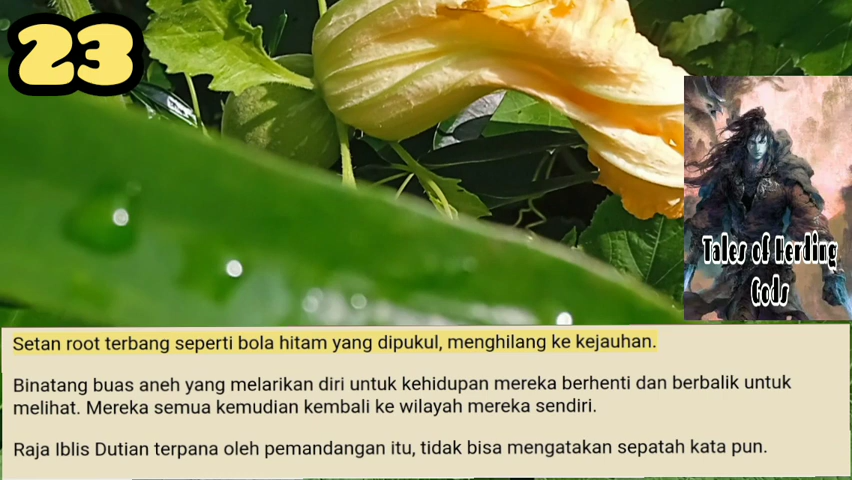 23
Tales of Herding
Gods
Setan root terbang seperti bola hitam yang dipukul, menghilang ke kejauhan.
Binatang buas aneh yang melarikan diri untuk kehidupan mereka berhenti dan berbalik untuk
melihat. Mereka semua kemudian kembali ke wilayah mereka sendiri.
Raja Iblis Dutian terpana oleh pemandangan itu, tidak bisa mengatakan sepatah kata pun.